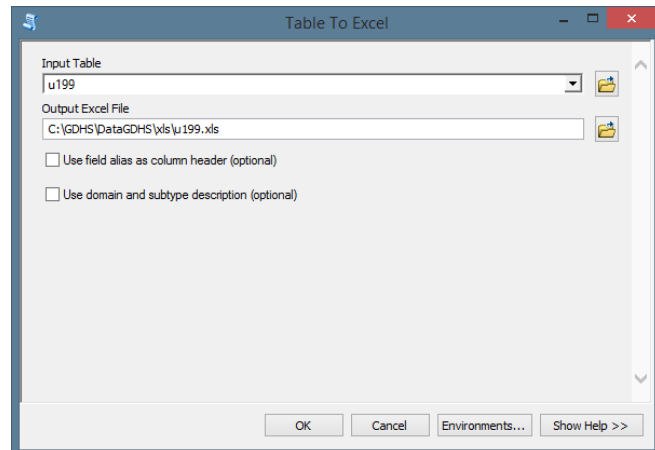 Table To Excel
Input Table
u199
Output Excel File
C:\GDHS\DataGDHS\xls\u199.xls
Use field alias as column header (optional)
Use domain and subtype description (optional)
OK Cancel Environments... Show Help >>